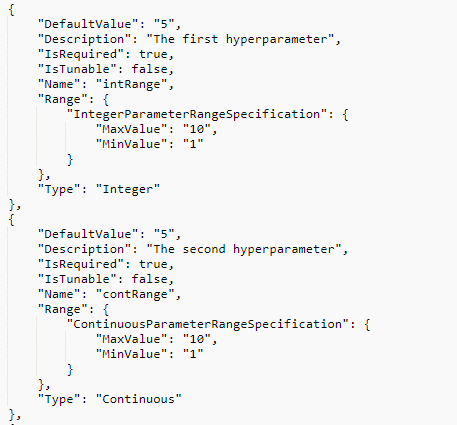 {
"DefaultValue": "5",
"Description": "The first hyperparameter",
"IsRequired": true,
"IsTunable": false,
"Name": "intRange",
"Range": {
"IntegerParameterRangeSpecification": {
"MaxValue": "10",
"MinValue": "1"
}
},
"Type": "Integer"
},
{
"DefaultValue": "5",
"Description": "The second hyperparameter",
"IsRequired": true,
"IsTunable": false,
"Name": "contRange",
"Range": {
"ContinuousParameterRangeSpecification": {
"MaxValue": "10",
"MinValue": "1"
}
},
"Type": "Continuous"
},